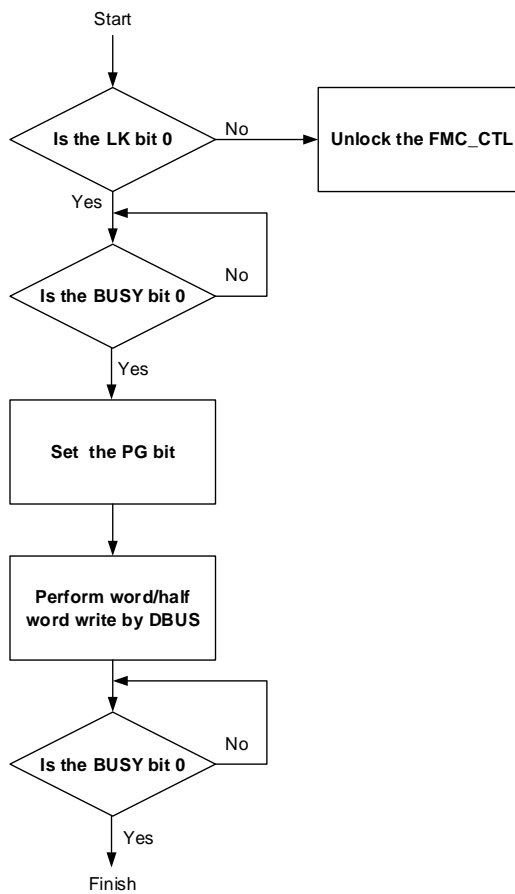 Start
Is the LK bit 0
No
Unlock the FMC_CTL
Yes
No
Is the BUSY bit 0
Yes
Set the PG bit
Perform word/half
word write by DBUS
No
Is the BUSY bit 0
Yes
Finish